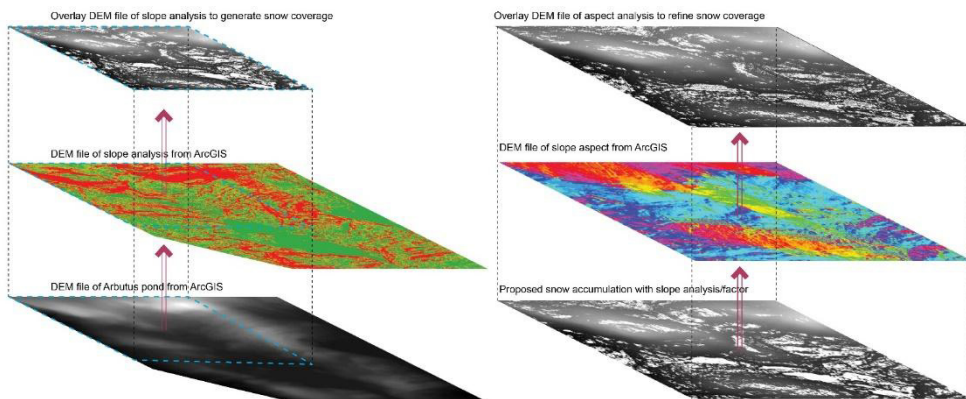 Overlay DEM file of slope analysis to generate snow coverage
DEM file of slope analysis from ArcGIS
DEM file of Arbutus pond from ArcGIS
Overlay DEM file of aspect analysis to refine snow coverage
DEM file of slope aspect from ArcGIS
Proposed snow accumulation with slope analysis/factor